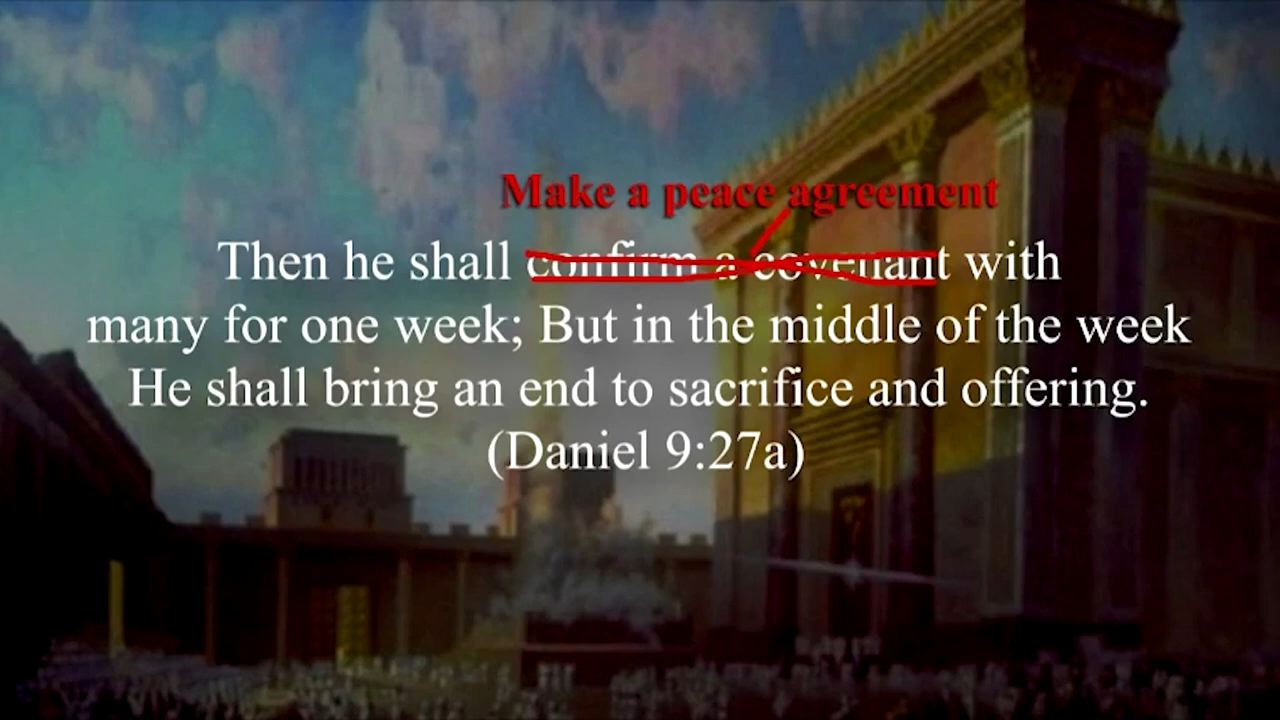 Make a peace agreement
Then he shall confirm a covenant with
many for one week; But in the middle of the week
He shall bring an end to sacrifice and offering.
(Daniel 9:27a)